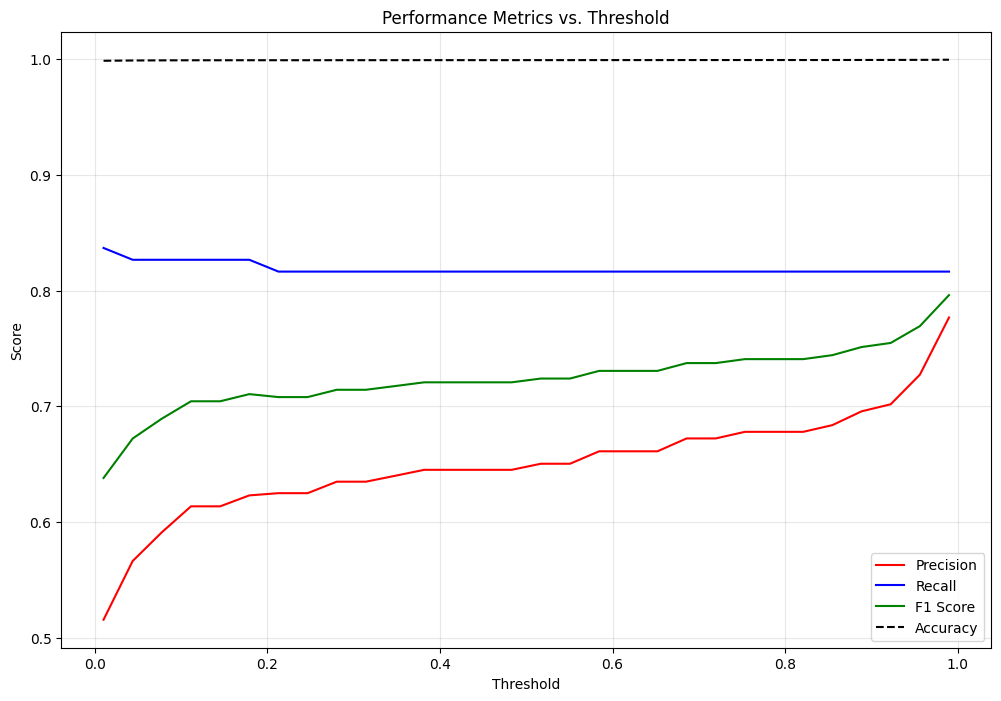 Performance Metrics vs. Threshold
1.0
0.9
0.8
0.7
0.6
0.5
Score
0.0 0.2 0.4 0.6 0.8 1.0
Threshold
Precision
Recall
F1 Score
Accuracy